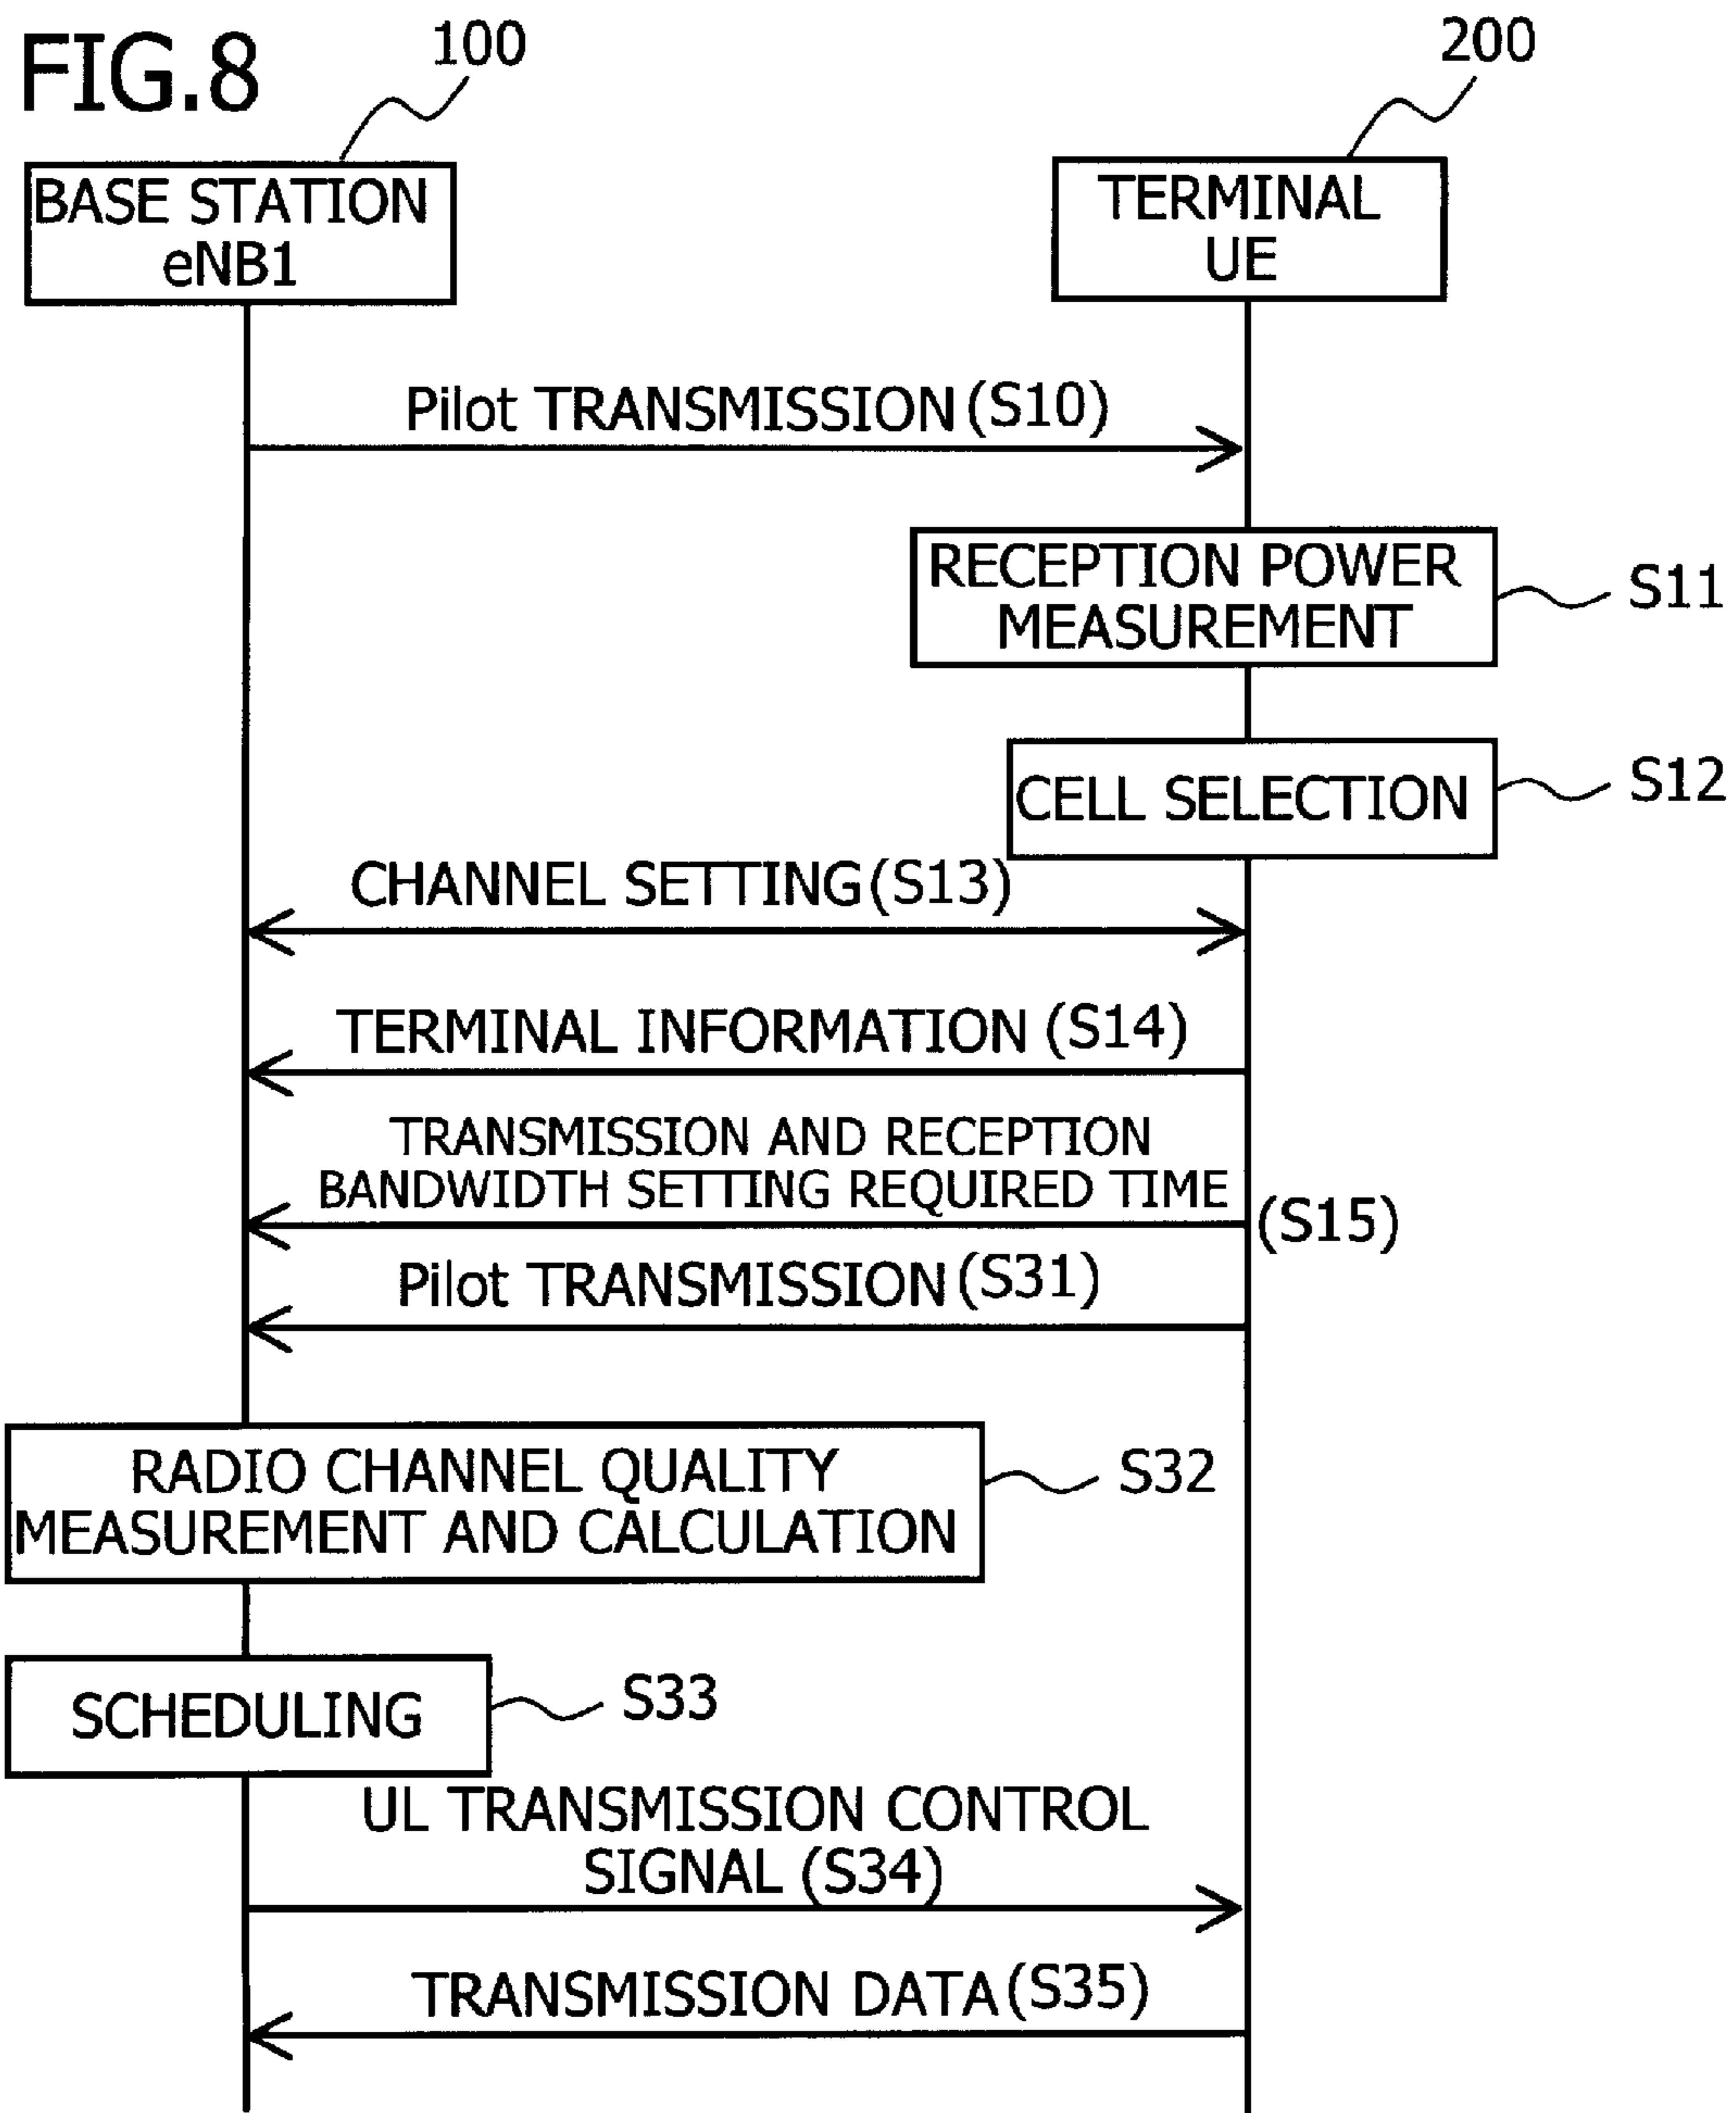 FIG.8
100
200
BASE STATION
eNB1
TERMINAL
UE
Pilot TRANSMISSION (S10)
RECEPTION POWER
MEASUREMENT
S11
CELL SELECTION
S12
CHANNEL SETTING (S13)
TERMINAL INFORMATION (S14)
TRANSMISSION AND RECEPTION
BANDWIDTH SETTING REQUIRED TIME
(S15)
Pilot TRANSMISSION (S31)
RADIO CHANNEL QUALITY
MEASUREMENT AND CALCULATION
S32
SCHEDULING
S33
UL TRANSMISSION CONTROL
SIGNAL (S34)
TRANSMISSION DATA (S35)